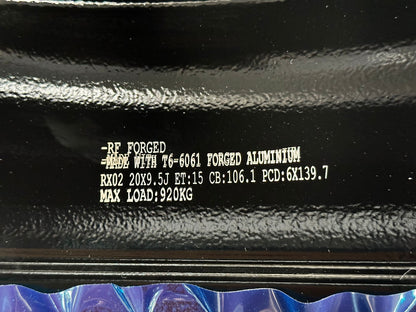 -RF FORGED
-MADE WITH T6-6061 FORGED ALUMINIUM
RX02 20X9.5J ET:15 CB:106.1 PCD:6X139.7
MAX LOAD:920KG